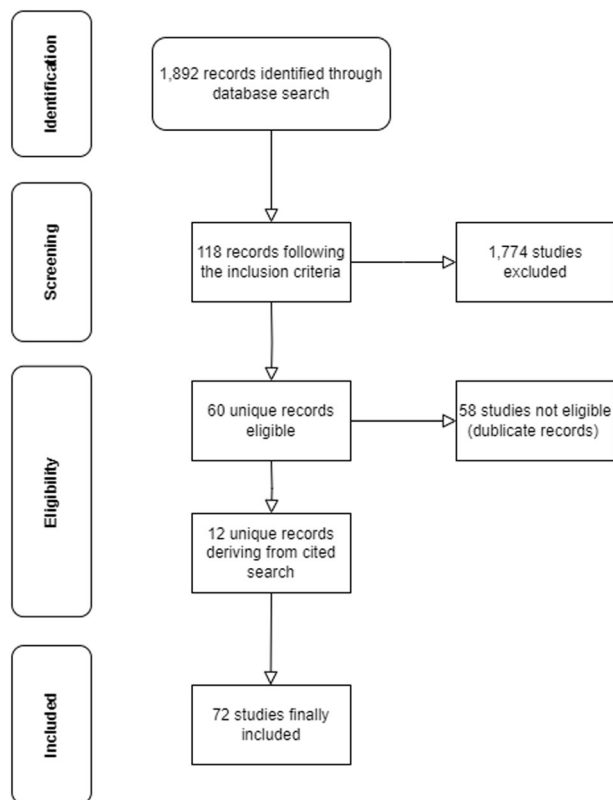 Identification
1,892 records identified through
database search
Screening
118 records following
the inclusion criteria
1,774 studies
excluded
Eligibility
60 unique records
eligible
58 studies not eligible
(dublicate records)
12 unique records
deriving from cited
search
Included
72 studies finally
included